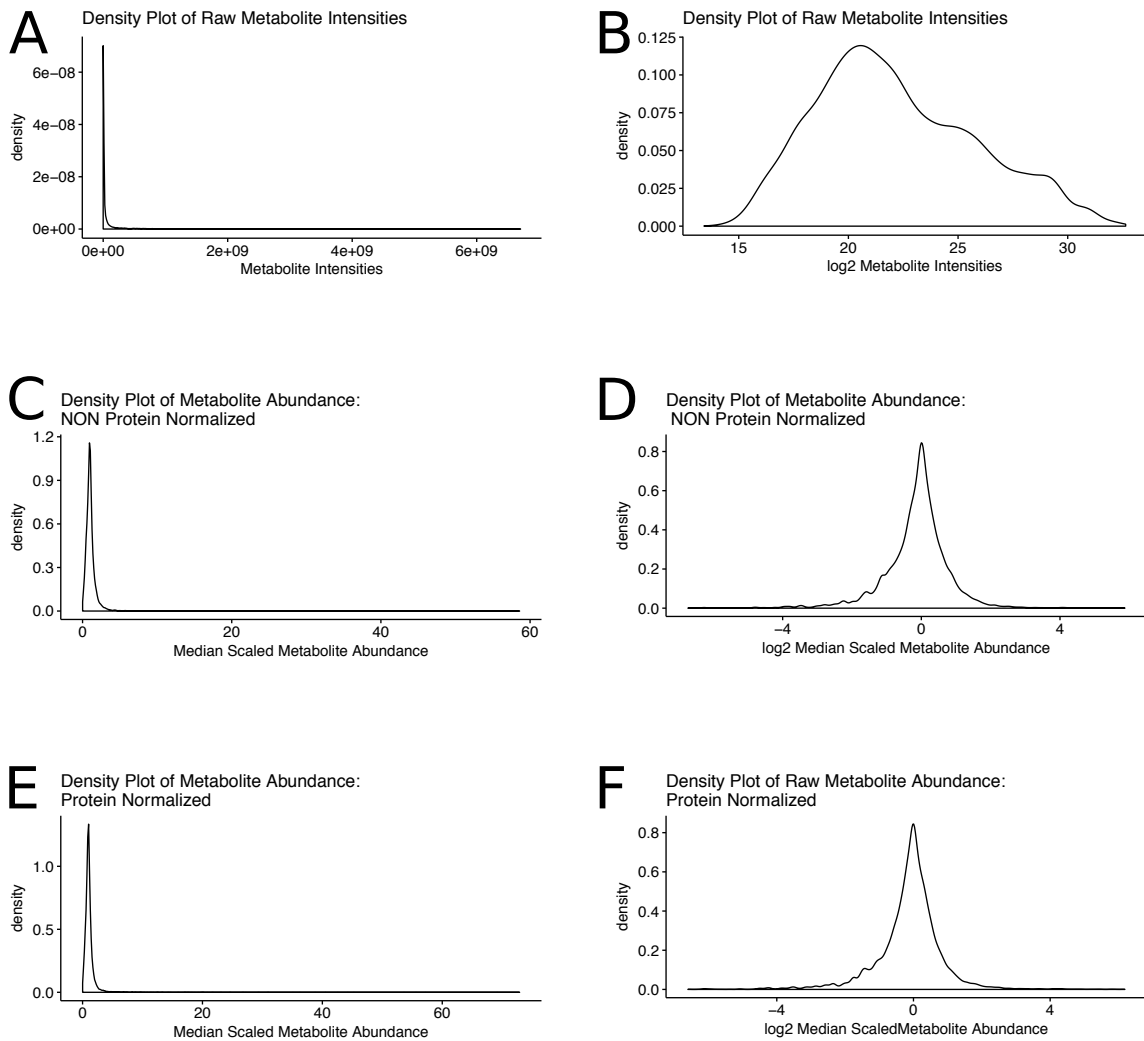 A
Density Plot of Raw Metabolite Intensities
6e−08
4e−08
2e−08
0e+00
density
0e+00 2e+09 4e+09 6e+09
Metabolite Intensities
B
Density Plot of Raw Metabolite Intensities
0.125
0.100
0.075
0.050
0.025
0.000
density
15 20 25 30
log2 Metabolite Intensities
C
Density Plot of Metabolite Abundance:
NON Protein Normalized
1.2
0.9
0.6
0.3
0.0
density
0 20 40 60
Median Scaled Metabolite Abundance
D
Density Plot of Metabolite Abundance:
NON Protein Normalized
0.8
0.6
0.4
0.2
0.0
density
−4 0 4
log2 Median Scaled Metabolite Abundance
E
Density Plot of Metabolite Abundance:
Protein Normalized
1.0
0.5
0.0
density
0 20 40 60
Median Scaled Metabolite Abundance
F
Density Plot of Raw Metabolite Abundance:
Protein Normalized
0.8
0.6
0.4
0.2
0.0
density
−4 0 4
log2 Median ScaledMetabolite Abundance